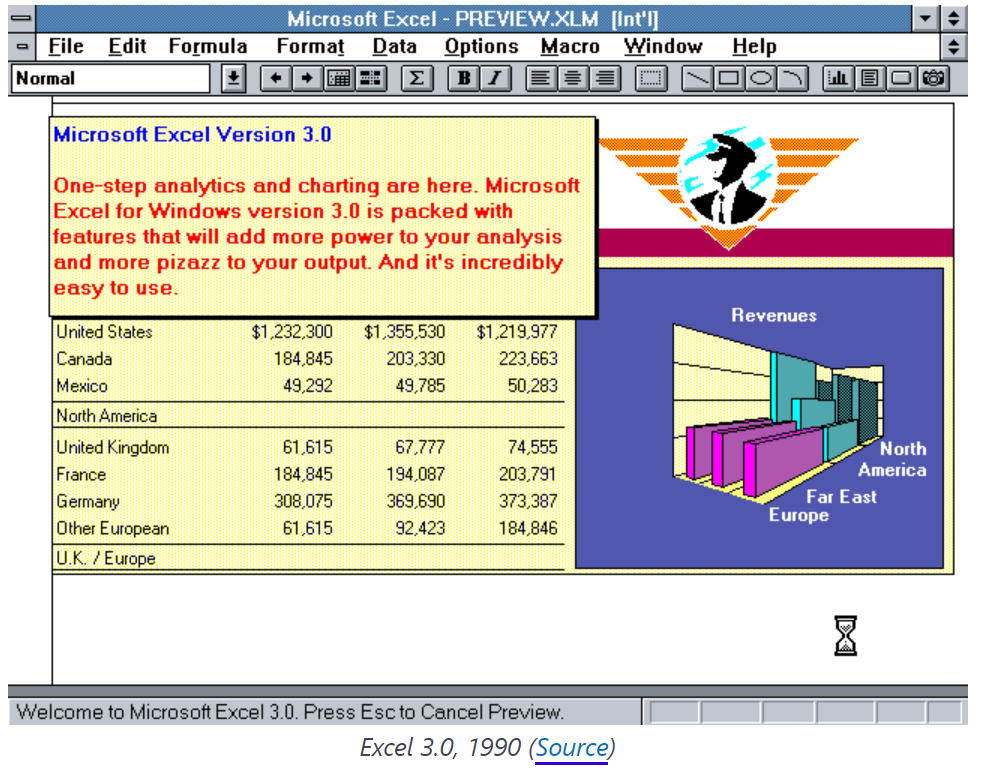 Microsoft Excel - PREVIEW.XLM [Int'l]
File Edit Formula Format Data Options Macro Window Help
Normal Σ B I
Microsoft Excel Version 3.0
One-step analytics and charting are here. Microsoft
Excel for Windows version 3.0 is packed with
features that will add more power to your analysis
and more pizazz to your output. And it's incredibly
easy to use.
United States $1,232,300 $1,355,530 $1,219,977
Canada 184,845 203,330 223,663
Mexico 49,292 49,785 50,283
North America
United Kingdom 61,615 67,777 74,555
France 184,845 194,087 203,791
Germany 308,075 369,690 373,387
Other European 61,615 92,423 184,846
U.K. / Europe
Revenues
North
America
Far East
Europe
Welcome to Microsoft Excel 3.0. Press Esc to Cancel Preview.
Excel 3.0, 1990 (Source)